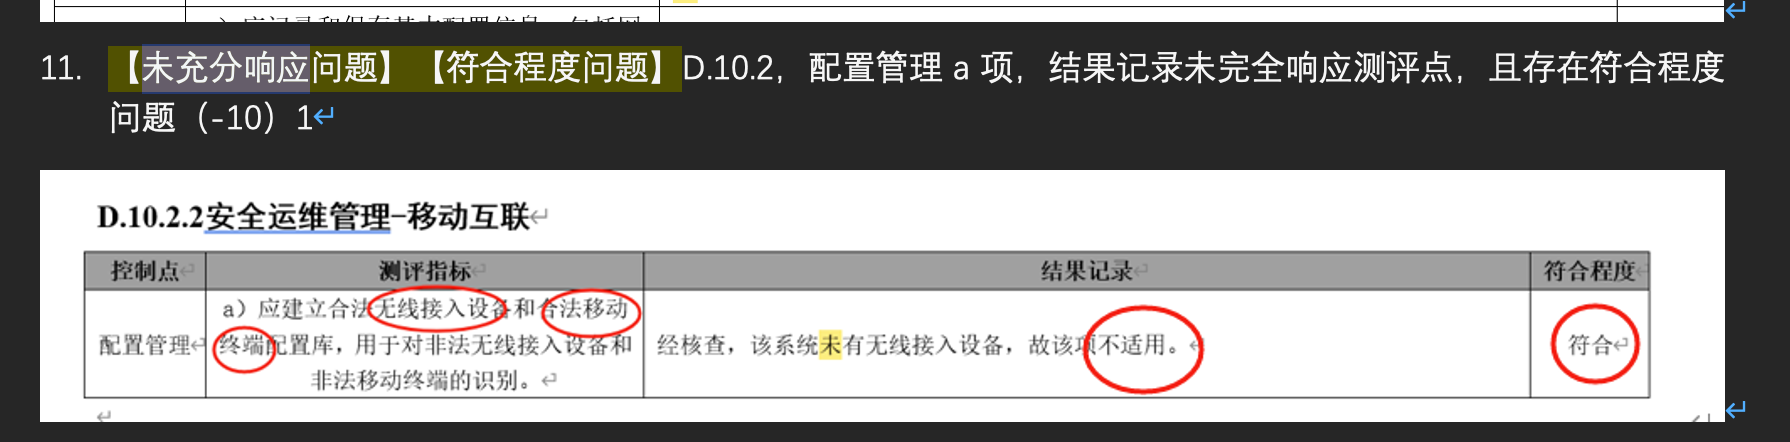 11. 【未充分响应问题】【符合程度问题】D.10.2，配置管理 a 项，结果记录未完全响应测评点，且存在符合程度
问题（-10）1
D.10.2.2安全运维管理-移动互联
控制点 测评指标 结果记录 符合程度
配置管理
a）应建立合法无线接入设备和合法移动
终端配置库，用于对非法无线接入设备和
非法移动终端的识别。
经核查，该系统未有无线接入设备，故该项不适用。
符合